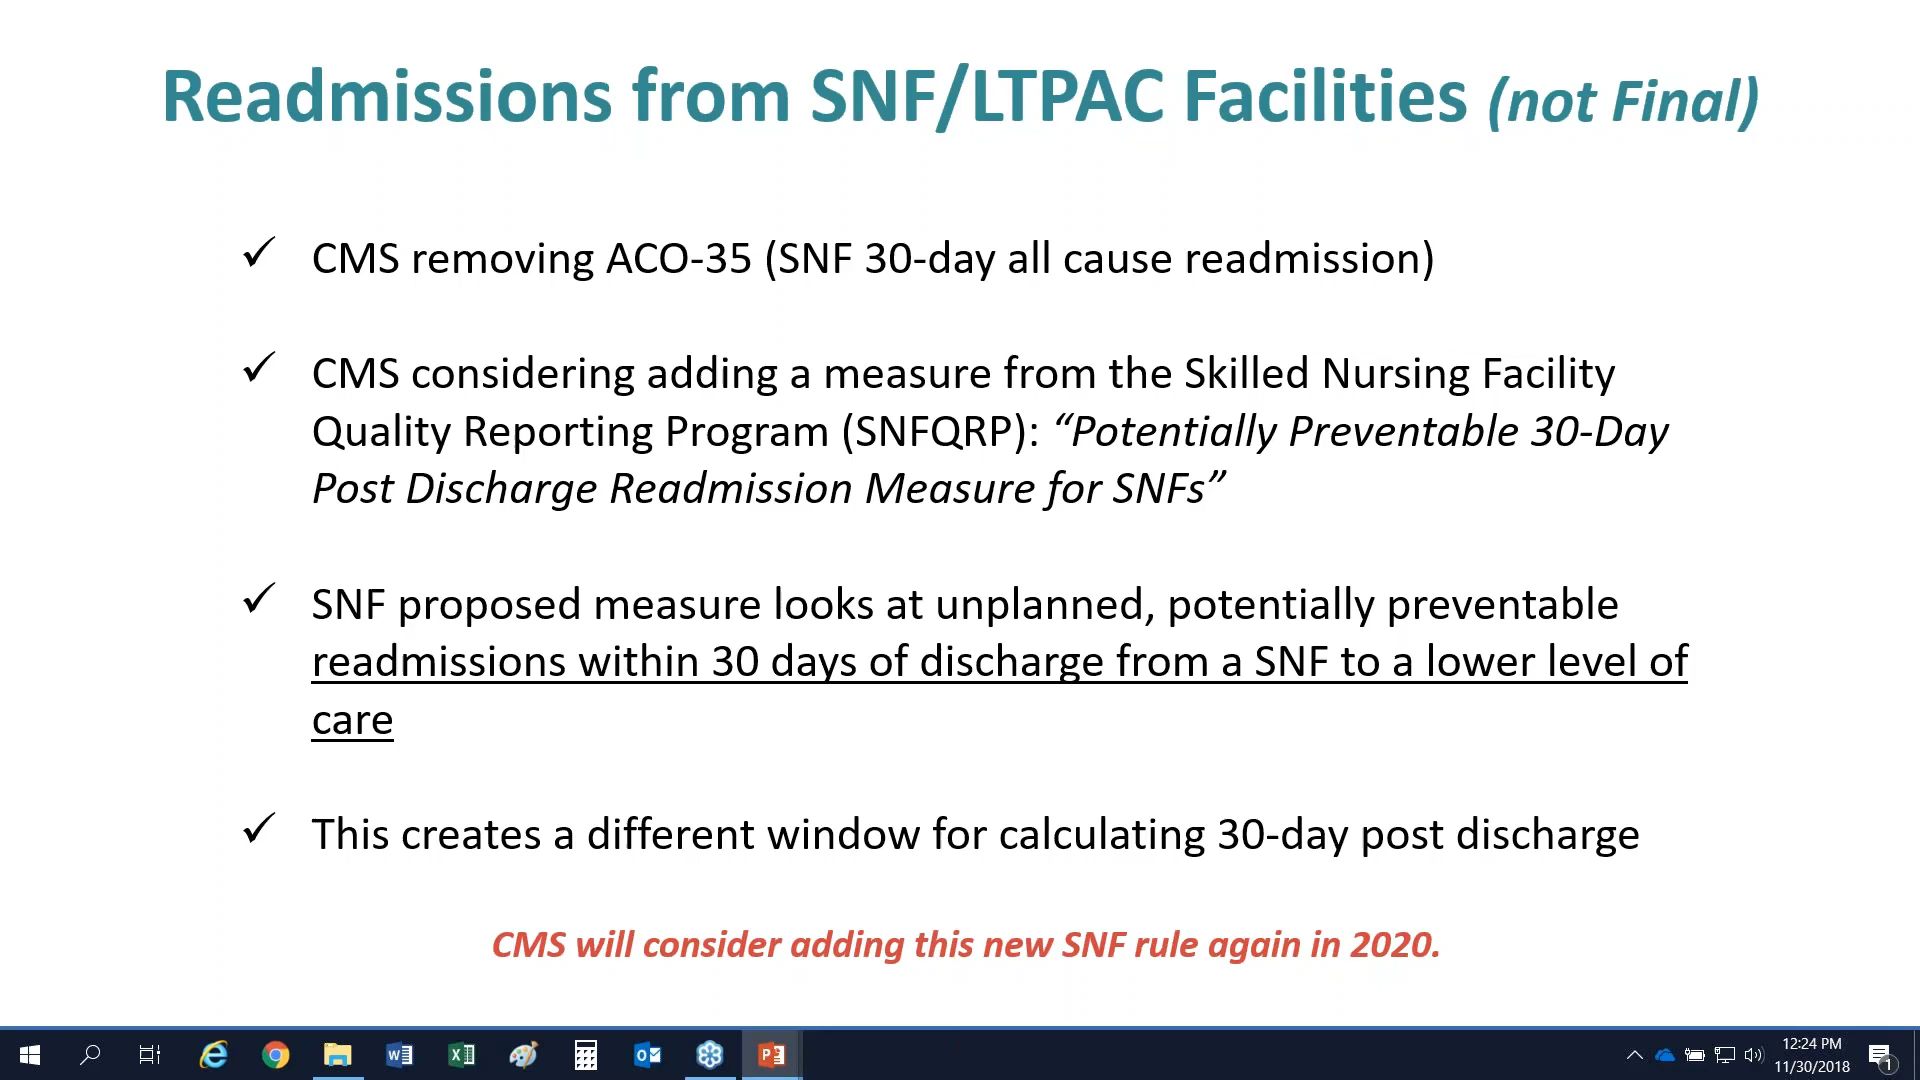 Readmissions from SNF/LTPAC Facilities (not Final)
✓ CMS removing ACO-35 (SNF 30-day all cause readmission)
✓ CMS considering adding a measure from the Skilled Nursing Facility
Quality Reporting Program (SNFQRP): “Potentially Preventable 30-Day
Post Discharge Readmission Measure for SNFs”
✓ SNF proposed measure looks at unplanned, potentially preventable
readmissions within 30 days of discharge from a SNF to a lower level of
care
✓ This creates a different window for calculating 30-day post discharge
CMS will consider adding this new SNF rule again in 2020.
12:24 PM
11/30/2018
1